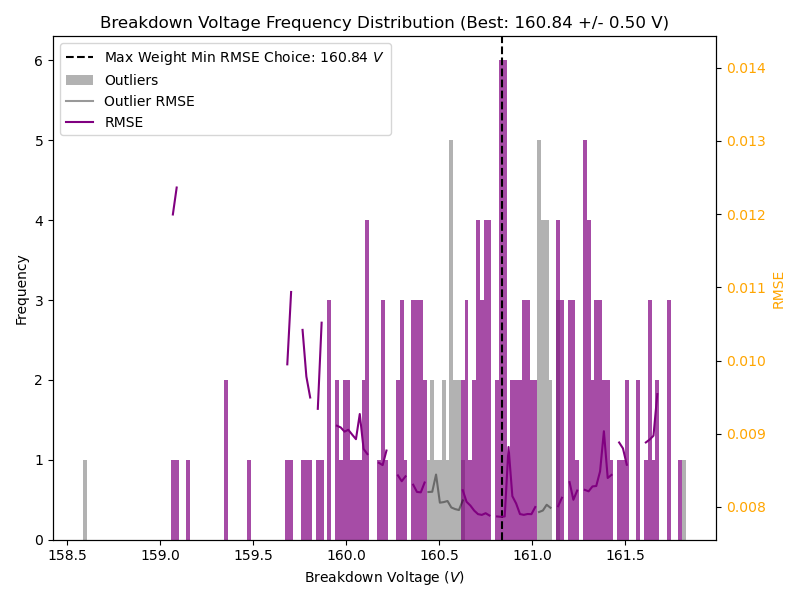 Breakdown Voltage Frequency Distribution (Best: 160.84 +/- 0.50 V)
Max Weight Min RMSE Choice: 160.84 V
Outliers
Outlier RMSE
RMSE
Frequency
6
5
4
3
2
1
0
0.014
0.013
0.012
0.011
0.010
0.009
0.008
RMSE
158.5 159.0 159.5 160.0 160.5 161.0 161.5
Breakdown Voltage (V)